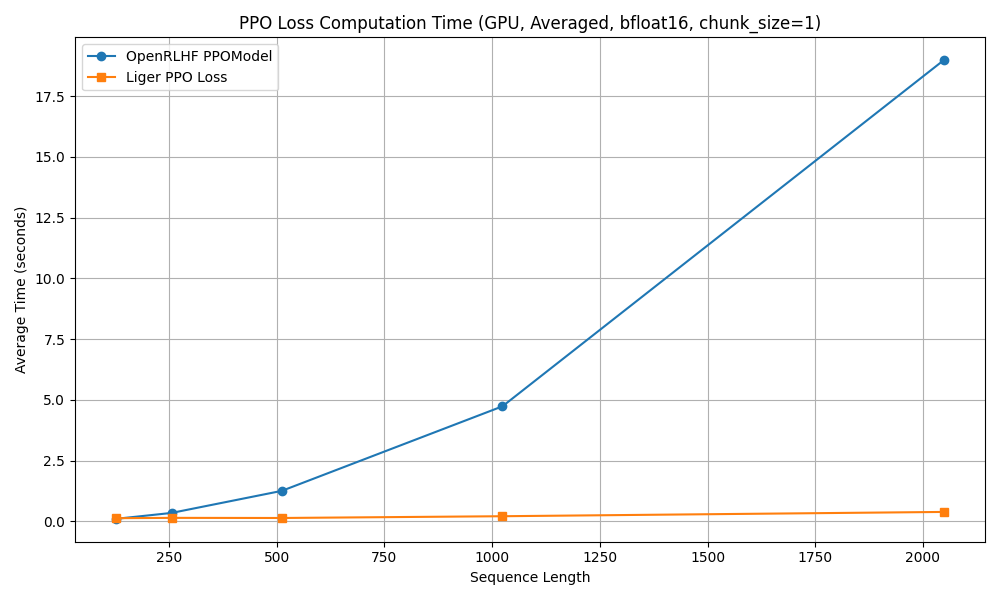 PPO Loss Computation Time (GPU, Averaged, bfloat16, chunk_size=1)
OpenRLHF PPOModel
Liger PPO Loss
Average Time (seconds)
17.5
15.0
12.5
10.0
7.5
5.0
2.5
0.0
250 500 750 1000 1250 1500 1750 2000
Sequence Length